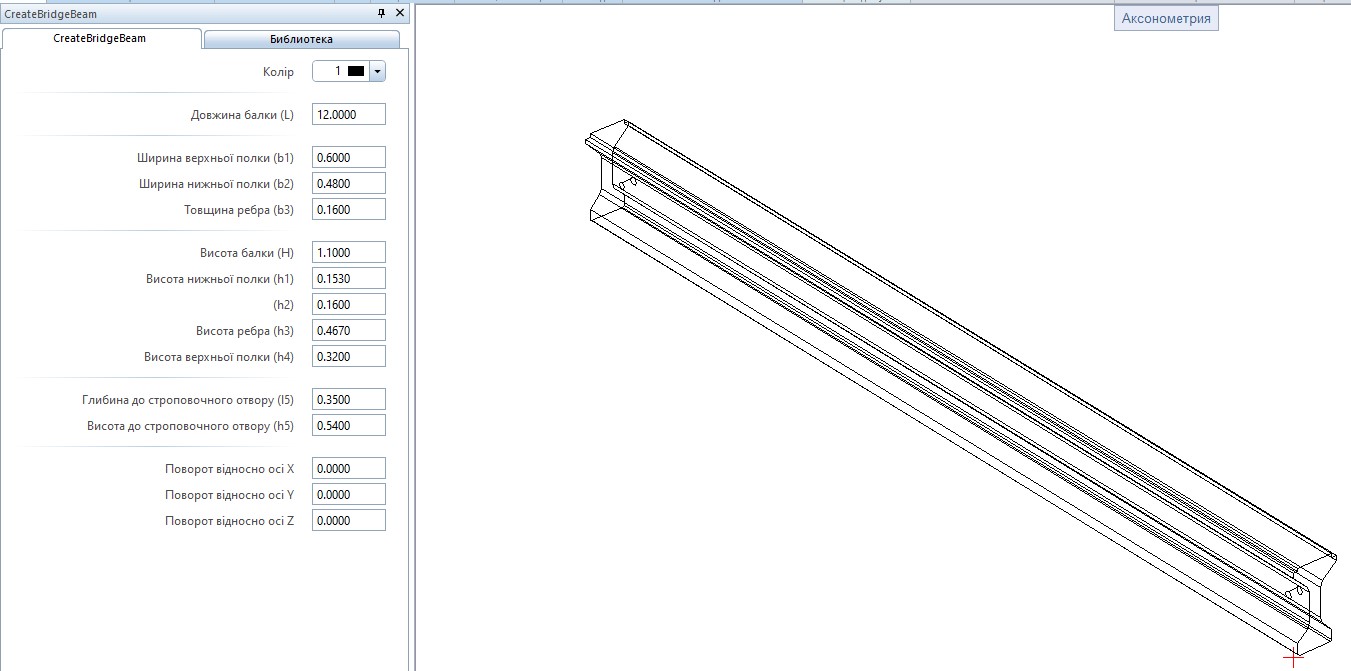 CreateBridgeBeam
CreateBridgeBeam Библиотека
Колір 1
Довжина балки (L) 12.0000
Ширина верхньої полки (b1) 0.6000
Ширина нижньої полки (b2) 0.4800
Товщина ребра (b3) 0.1600
Висота балки (H) 1.1000
Висота нижньої полки (h1) 0.1530
(h2) 0.1600
Висота ребра (h3) 0.4670
Висота верхньої полки (h4) 0.3200
Глибина до строповочного отвору (l5) 0.3500
Висота до строповочного отвору (h5) 0.5400
Поворот відносно осі X 0.0000
Поворот відносно осі Y 0.0000
Поворот відносно осі Z 0.0000
Аксонометрия